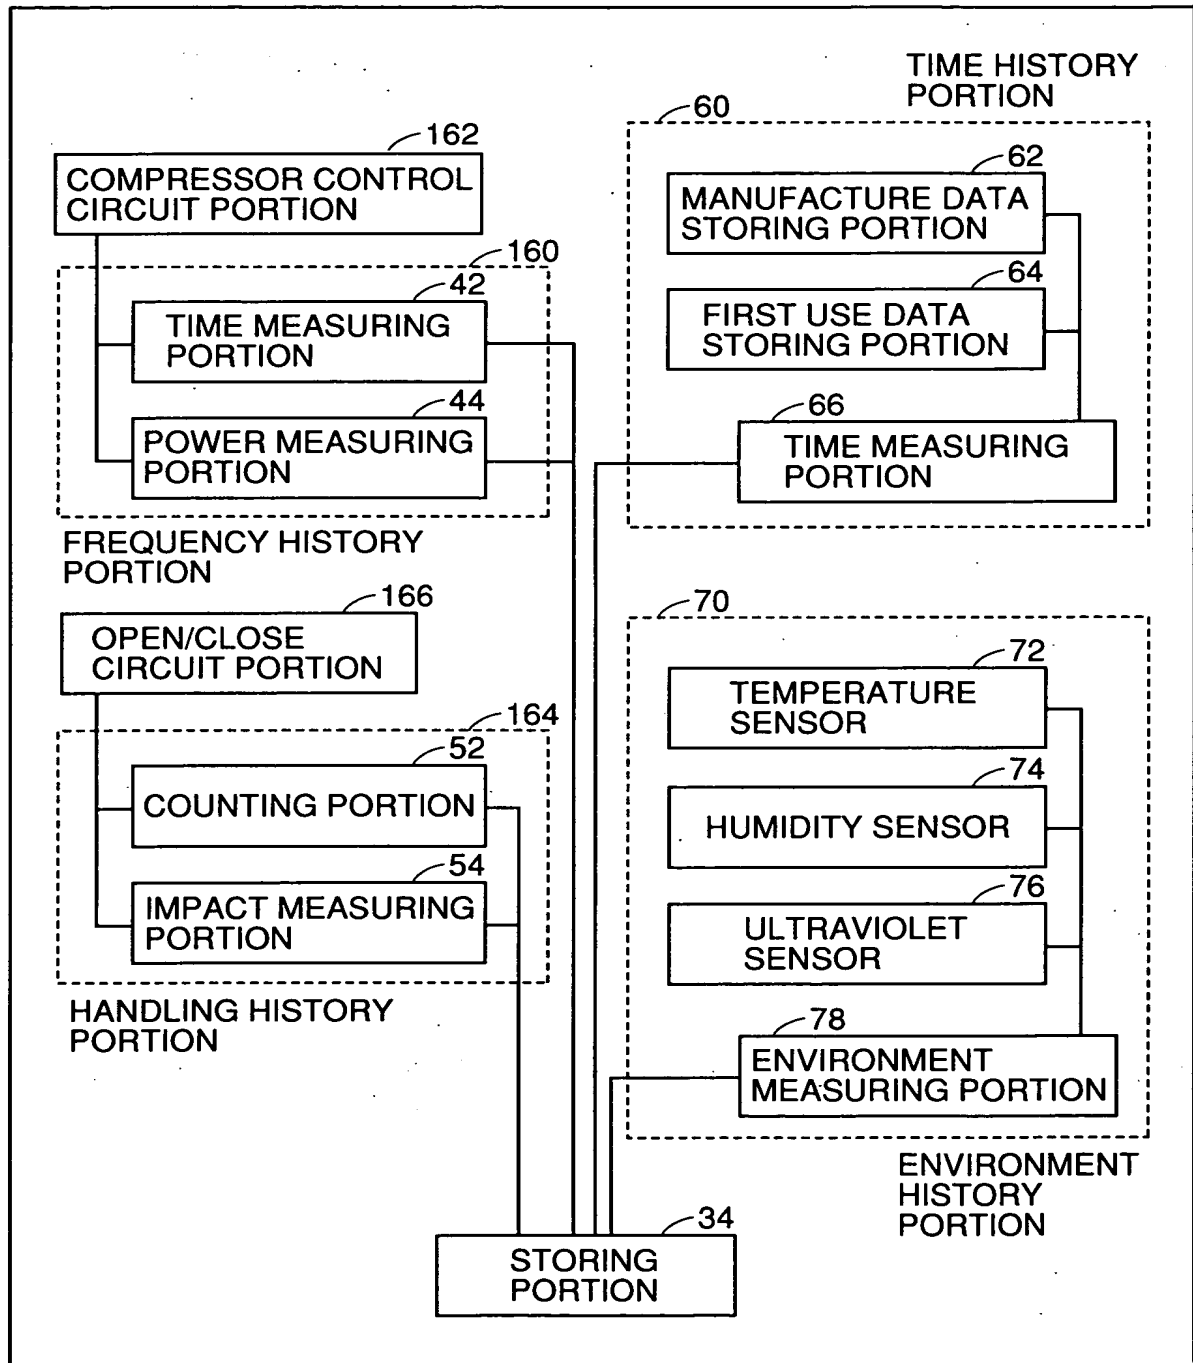 162
COMPRESSOR CONTROL
CIRCUIT PORTION
160
42
TIME MEASURING
PORTION
44
POWER MEASURING
PORTION
FREQUENCY HISTORY
PORTION
166
OPEN/CLOSE
CIRCUIT PORTION
164
52
COUNTING PORTION
54
IMPACT MEASURING
PORTION
HANDLING HISTORY
PORTION
TIME HISTORY
PORTION
60
62
MANUFACTURE DATA
STORING PORTION
64
FIRST USE DATA
STORING PORTION
66
TIME MEASURING
PORTION
70
72
TEMPERATURE
SENSOR
74
HUMIDITY SENSOR
76
ULTRAVIOLET
SENSOR
78
ENVIRONMENT
MEASURING PORTION
ENVIRONMENT
HISTORY
PORTION
34
STORING
PORTION